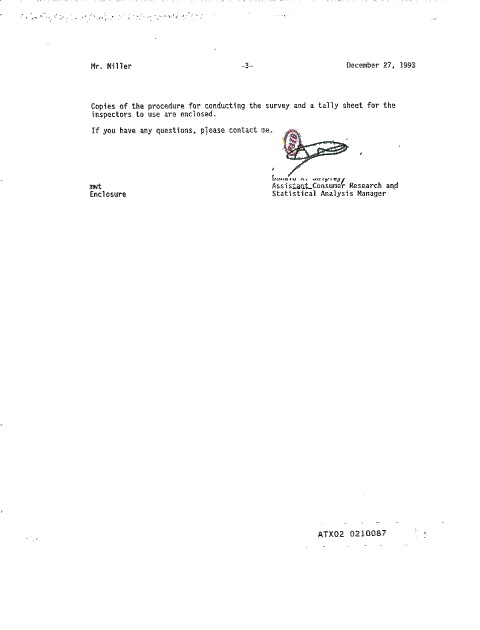 Mr. Miller -3- December 27, 1993
Copies of the procedure for conducting the survey and a tally sheet for the
inspectors to use are enclosed.
If you have any questions, please contact me.
mwt
Enclosure
Assistant Consumer Research and
Statistical Analysis Manager
ATX02 0210087